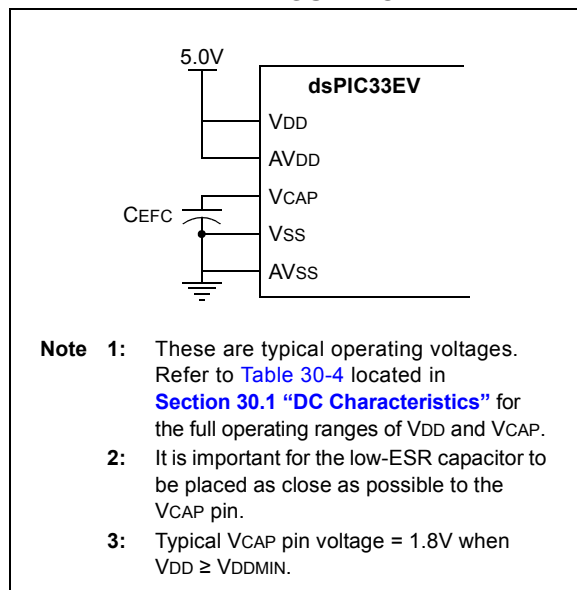 5.0V
dsPIC33EV
VDD
AVDD
VCAP
CEFC
VSS
AVSS
Note 1: These are typical operating voltages.
Refer to Table 30-4 located in
Section 30.1 “DC Characteristics” for
the full operating ranges of VDD and VCAP.
2: It is important for the low-ESR capacitor to
be placed as close as possible to the
VCAP pin.
3: Typical VCAP pin voltage = 1.8V when
VDD ≥ VDDMIN.